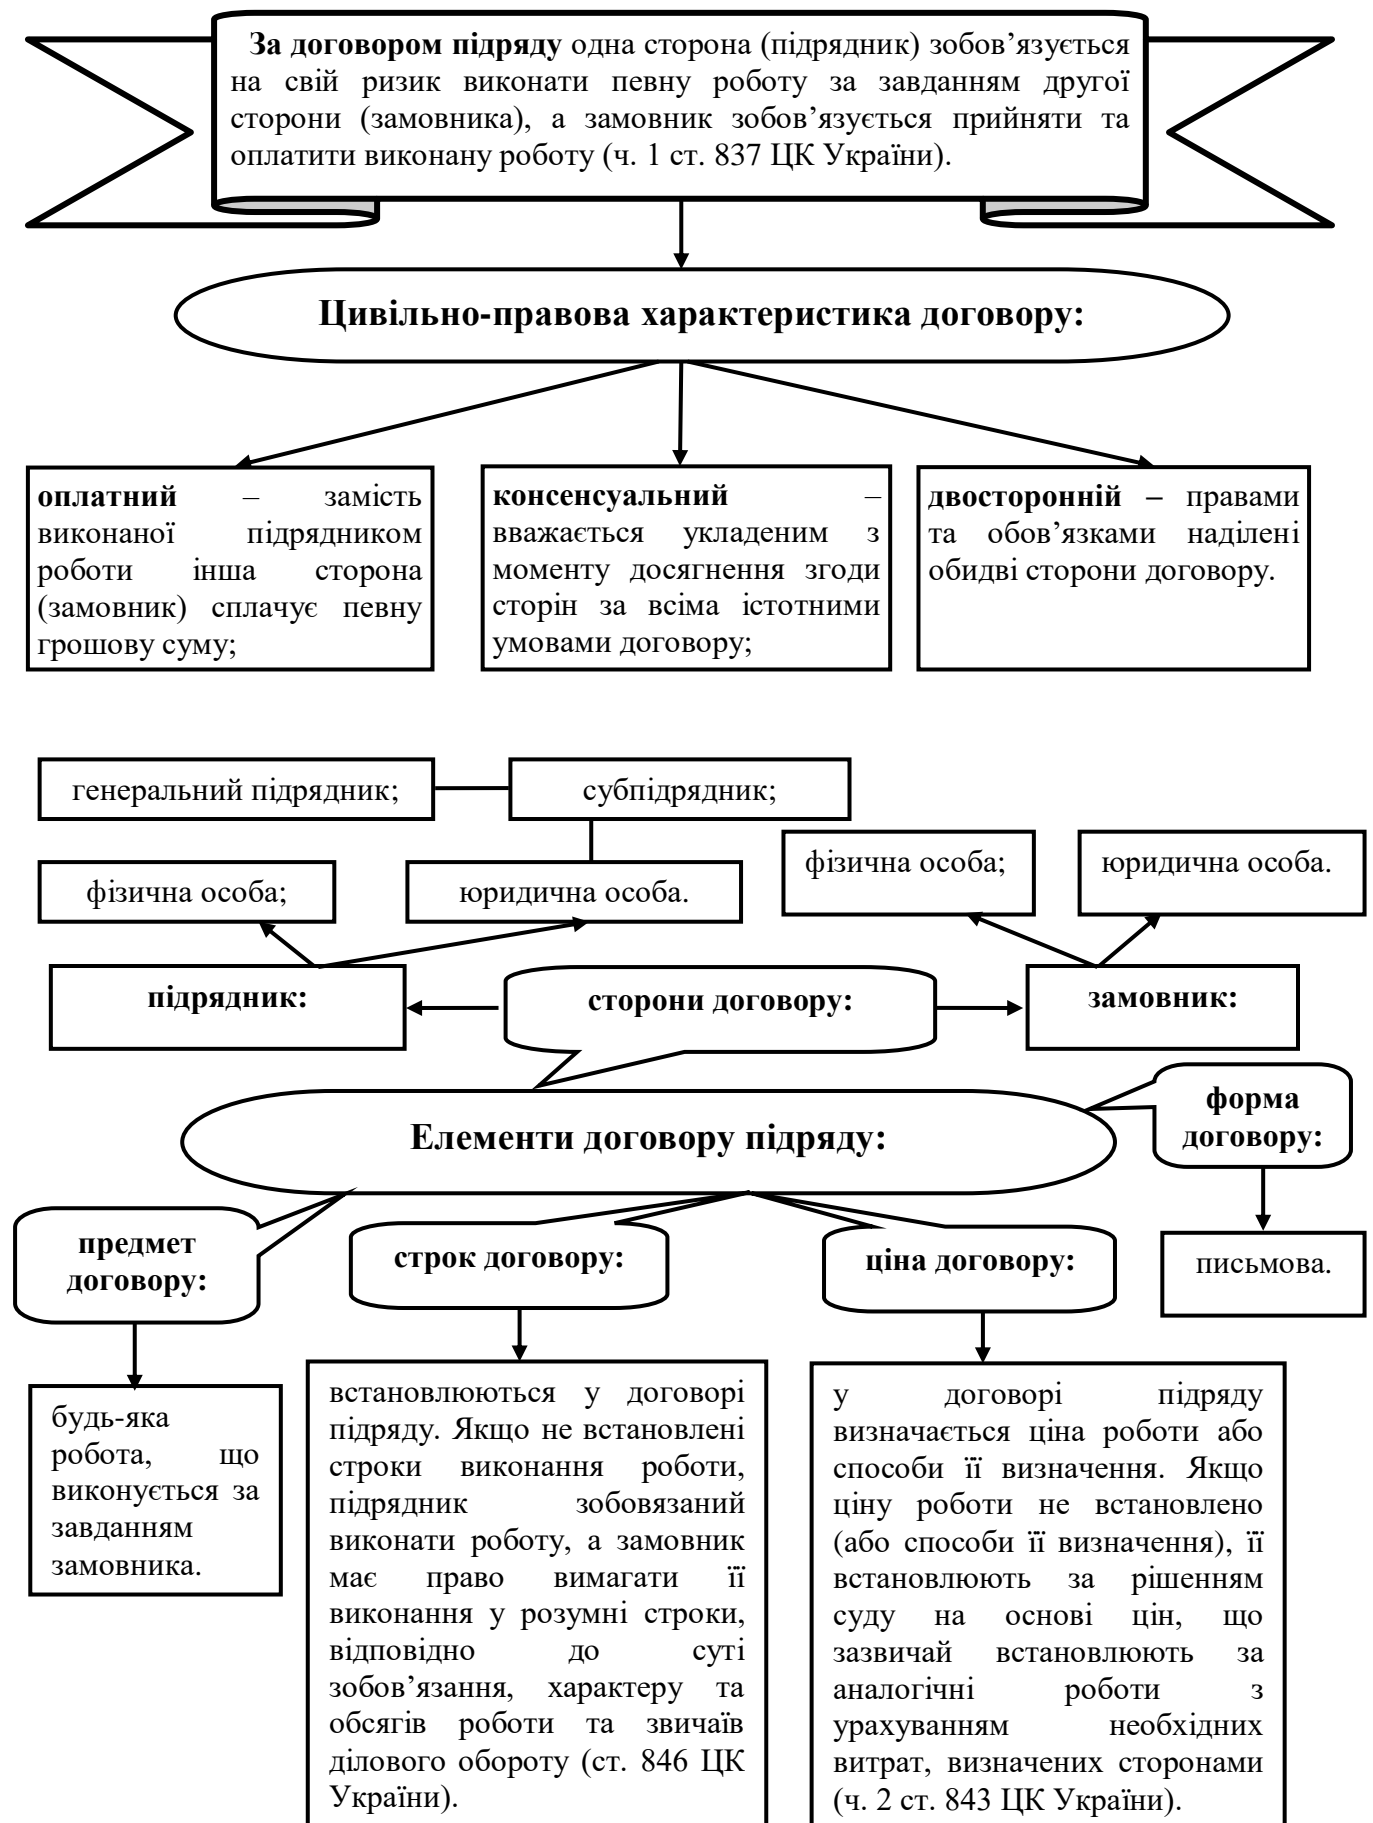 За договором підряду одна сторона (підрядник) зобов’язується
на свій ризик виконати певну роботу за завданням другої
сторони (замовника), а замовник зобов’язується прийняти та
оплатити виконану роботу (ч. 1 ст. 837 ЦК України).
Цивільно-правова характеристика договору:
оплатний – замість
виконаної підрядником
роботи інша сторона
(замовник) сплачує певну
грошову суму;
консенсуальний –
вважається укладеним з
моменту досягнення згоди
сторін за всіма істотними
умовами договору;
двосторонній – правами
та обов’язками наділені
обидві сторони договору.
генеральний підрядник;
субпідрядник;
фізична особа;
юридична особа.
фізична особа;
юридична особа.
підрядник:
сторони договору:
замовник:
Елементи договору підряду:
форма
договору:
письмова.
предмет
договору:
строк договору:
ціна договору:
будь-яка
робота, що
виконується за
завданням
замовника.
встановлюються у договорі
підряду. Якщо не встановлені
строки виконання роботи,
підрядник зобовязаний
виконати роботу, а замовник
має право вимагати її
виконання у розумні строки,
відповідно до суті
зобов’язання, характеру та
обсягів роботи та звичаїв
ділового обороту (ст. 846 ЦК
України).
у договорі підряду
визначається ціна роботи або
способи її визначення. Якщо
ціну роботи не встановлено
(або способи її визначення), її
встановлюють за рішенням
суду на основі цін, що
зазвичай встановлюють за
аналогічні роботи з
урахуванням необхідних
витрат, визначених сторонами
(ч. 2 ст. 843 ЦК України).